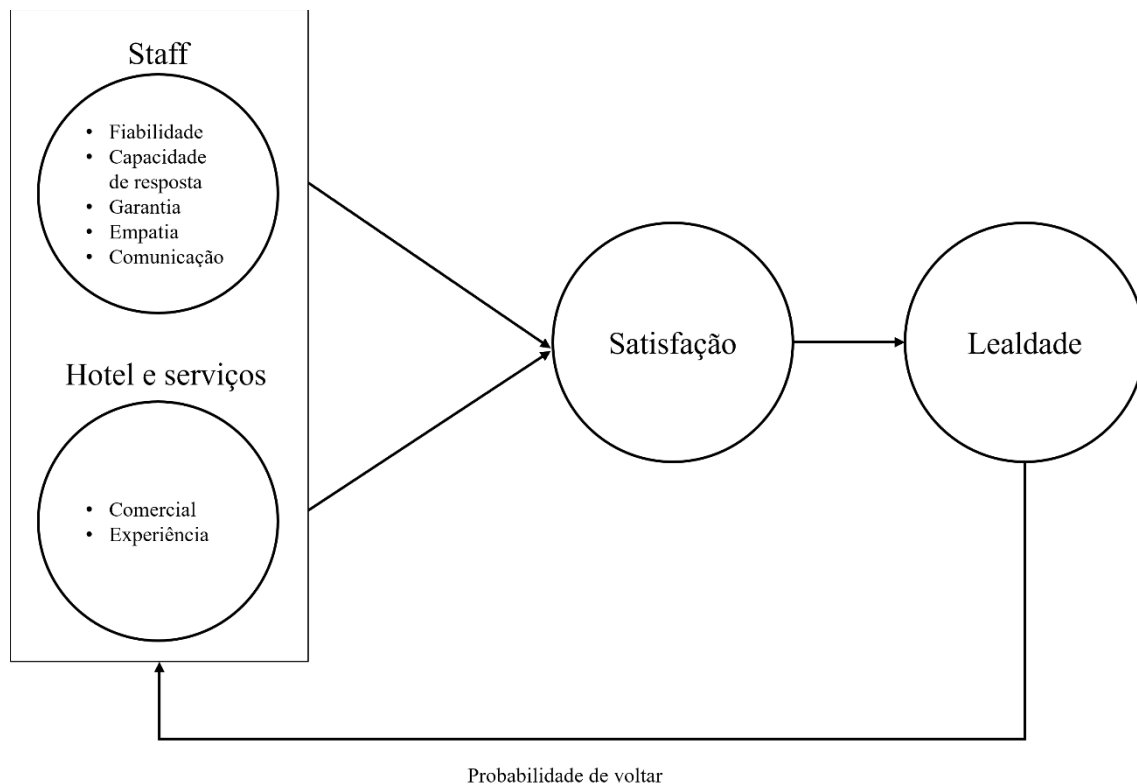 Staff
• Fiabilidade
• Capacidade
de resposta
• Garantia
• Empatia
• Comunicação
Hotel e serviços
• Comercial
• Experiência
Satisfação
Lealdade
Probabilidade de voltar